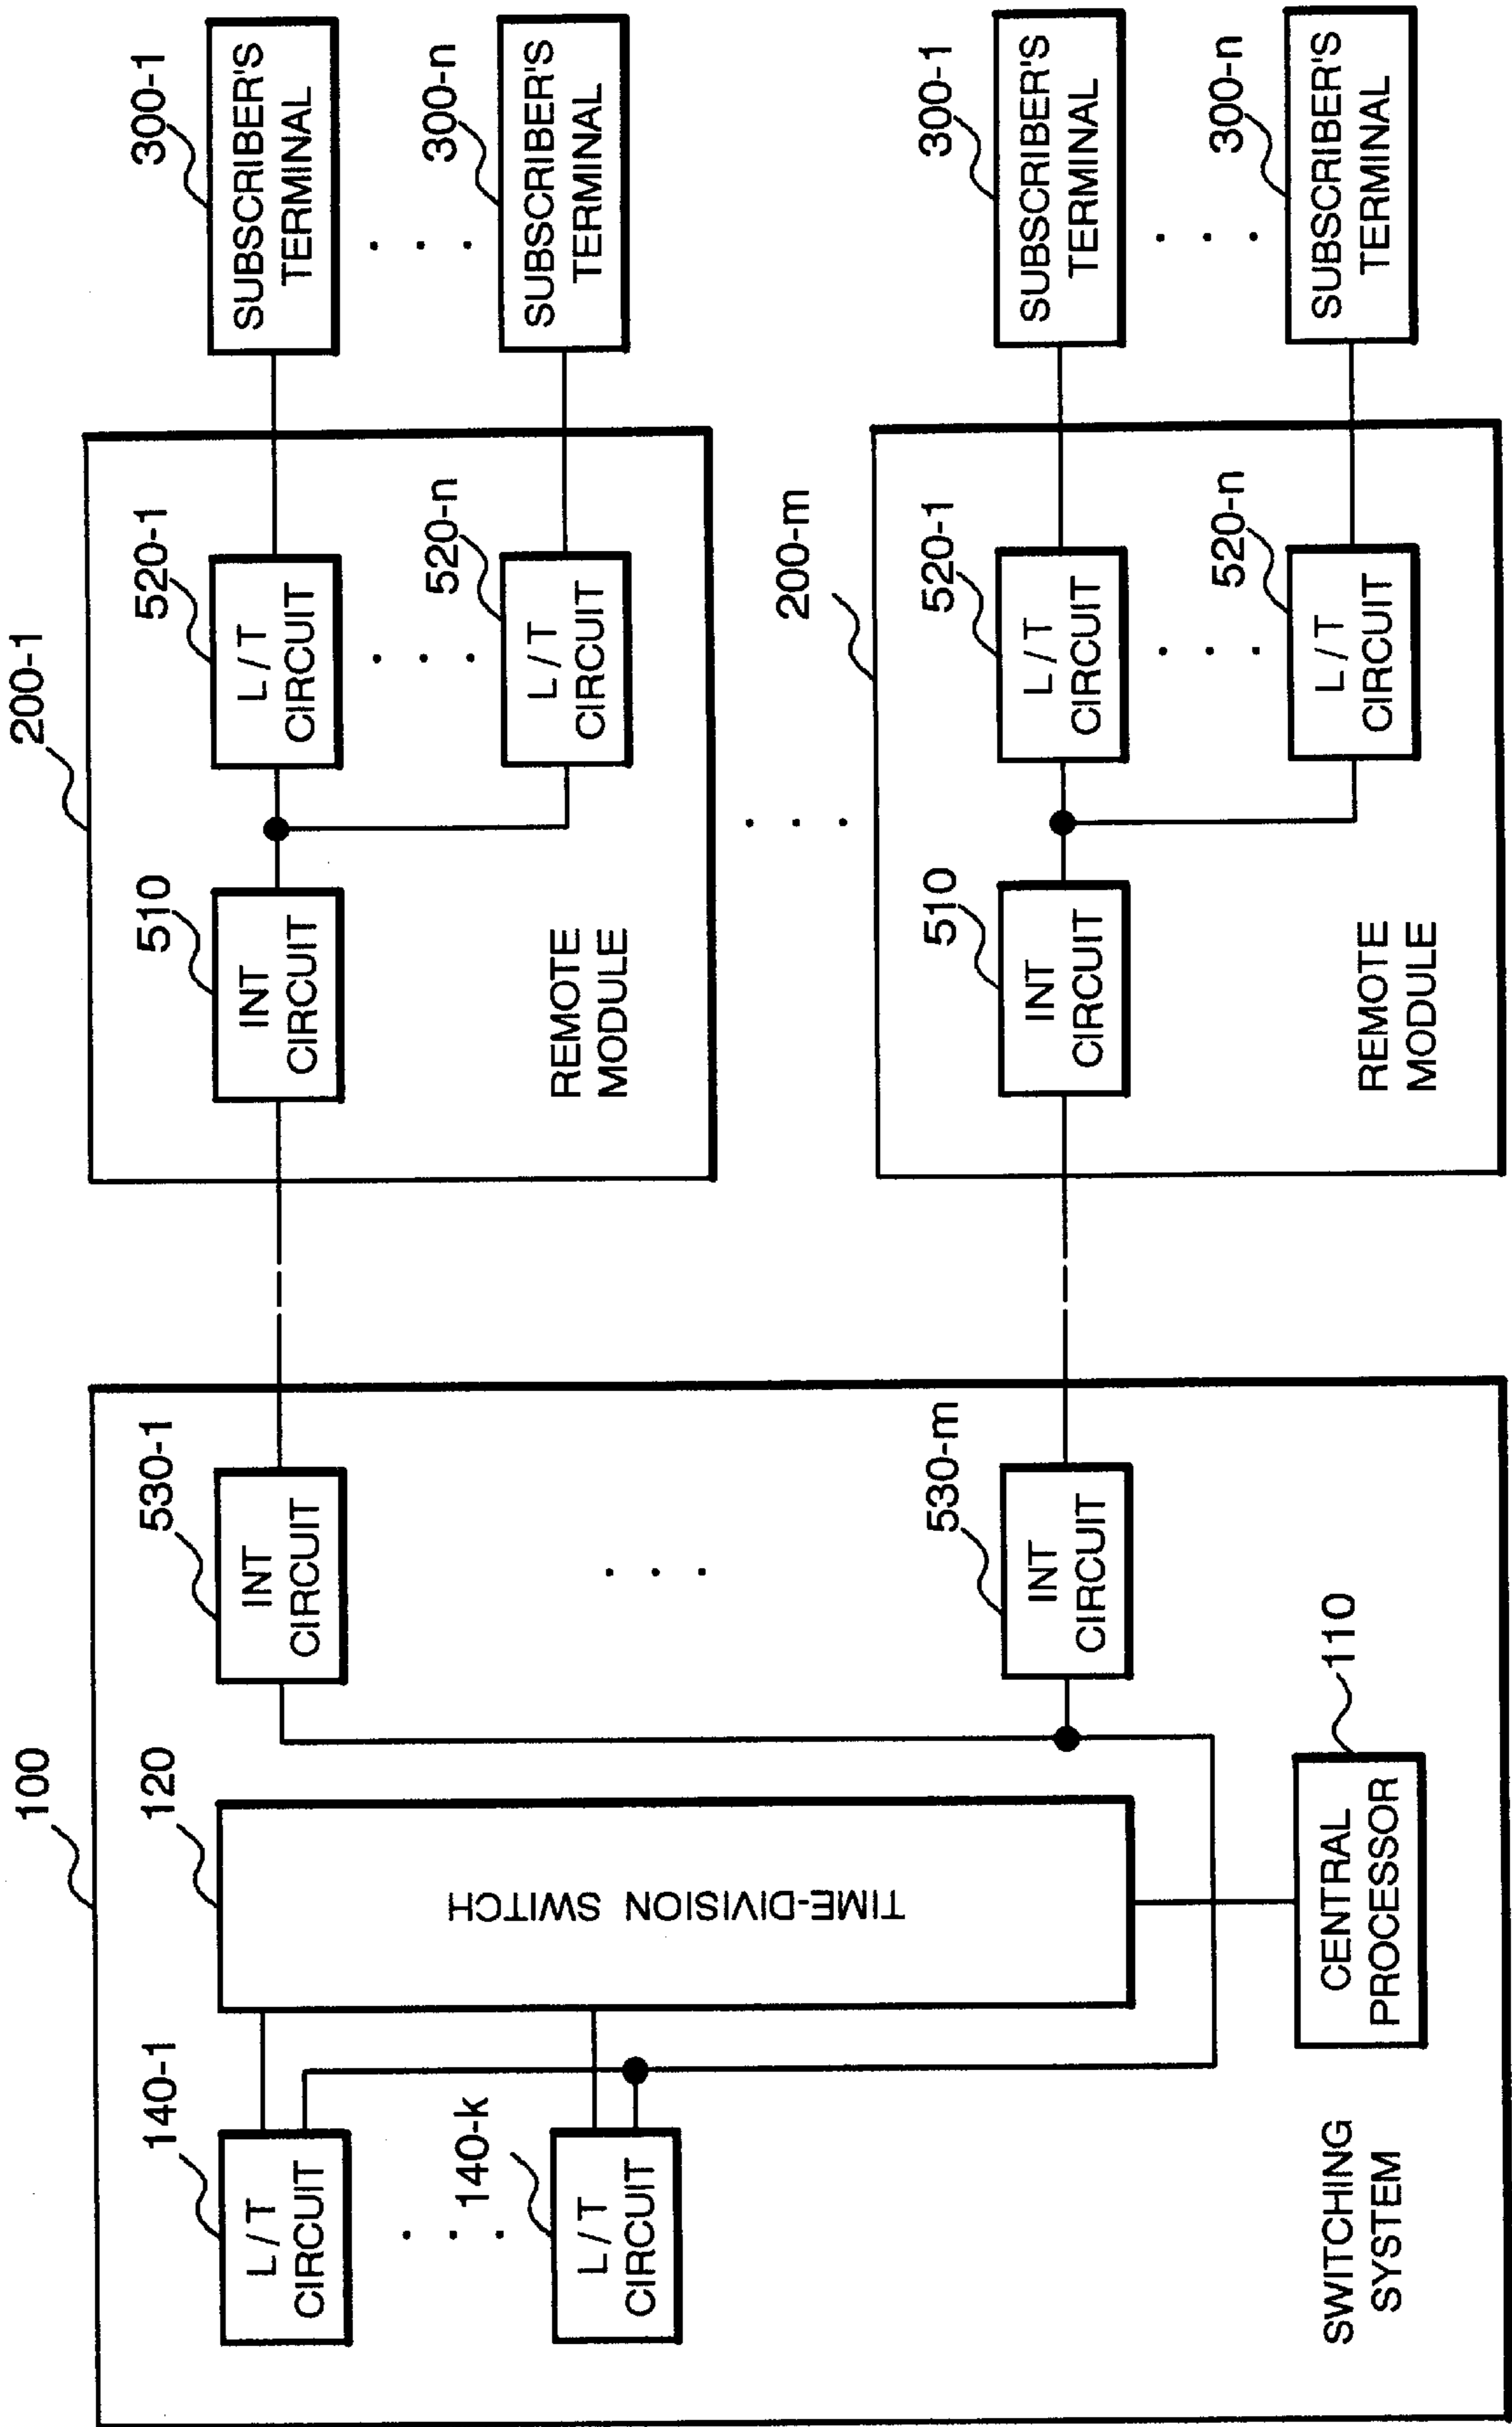 100
120
140-1
L / T
CIRCUIT
140-k
L / T
CIRCUIT
TIME-DIVISION SWITCH
530-1
INT
CIRCUIT
530-m
INT
CIRCUIT
110
CENTRAL
PROCESSOR
SWITCHING
SYSTEM
200-1
510
INT
CIRCUIT
520-1
L / T
CIRCUIT
520-n
L / T
CIRCUIT
REMOTE
MODULE
300-1
SUBSCRIBER'S
TERMINAL
300-n
SUBSCRIBER'S
TERMINAL
200-m
510
INT
CIRCUIT
520-1
L / T
CIRCUIT
520-n
L / T
CIRCUIT
REMOTE
MODULE
300-1
SUBSCRIBER'S
TERMINAL
300-n
SUBSCRIBER'S
TERMINAL